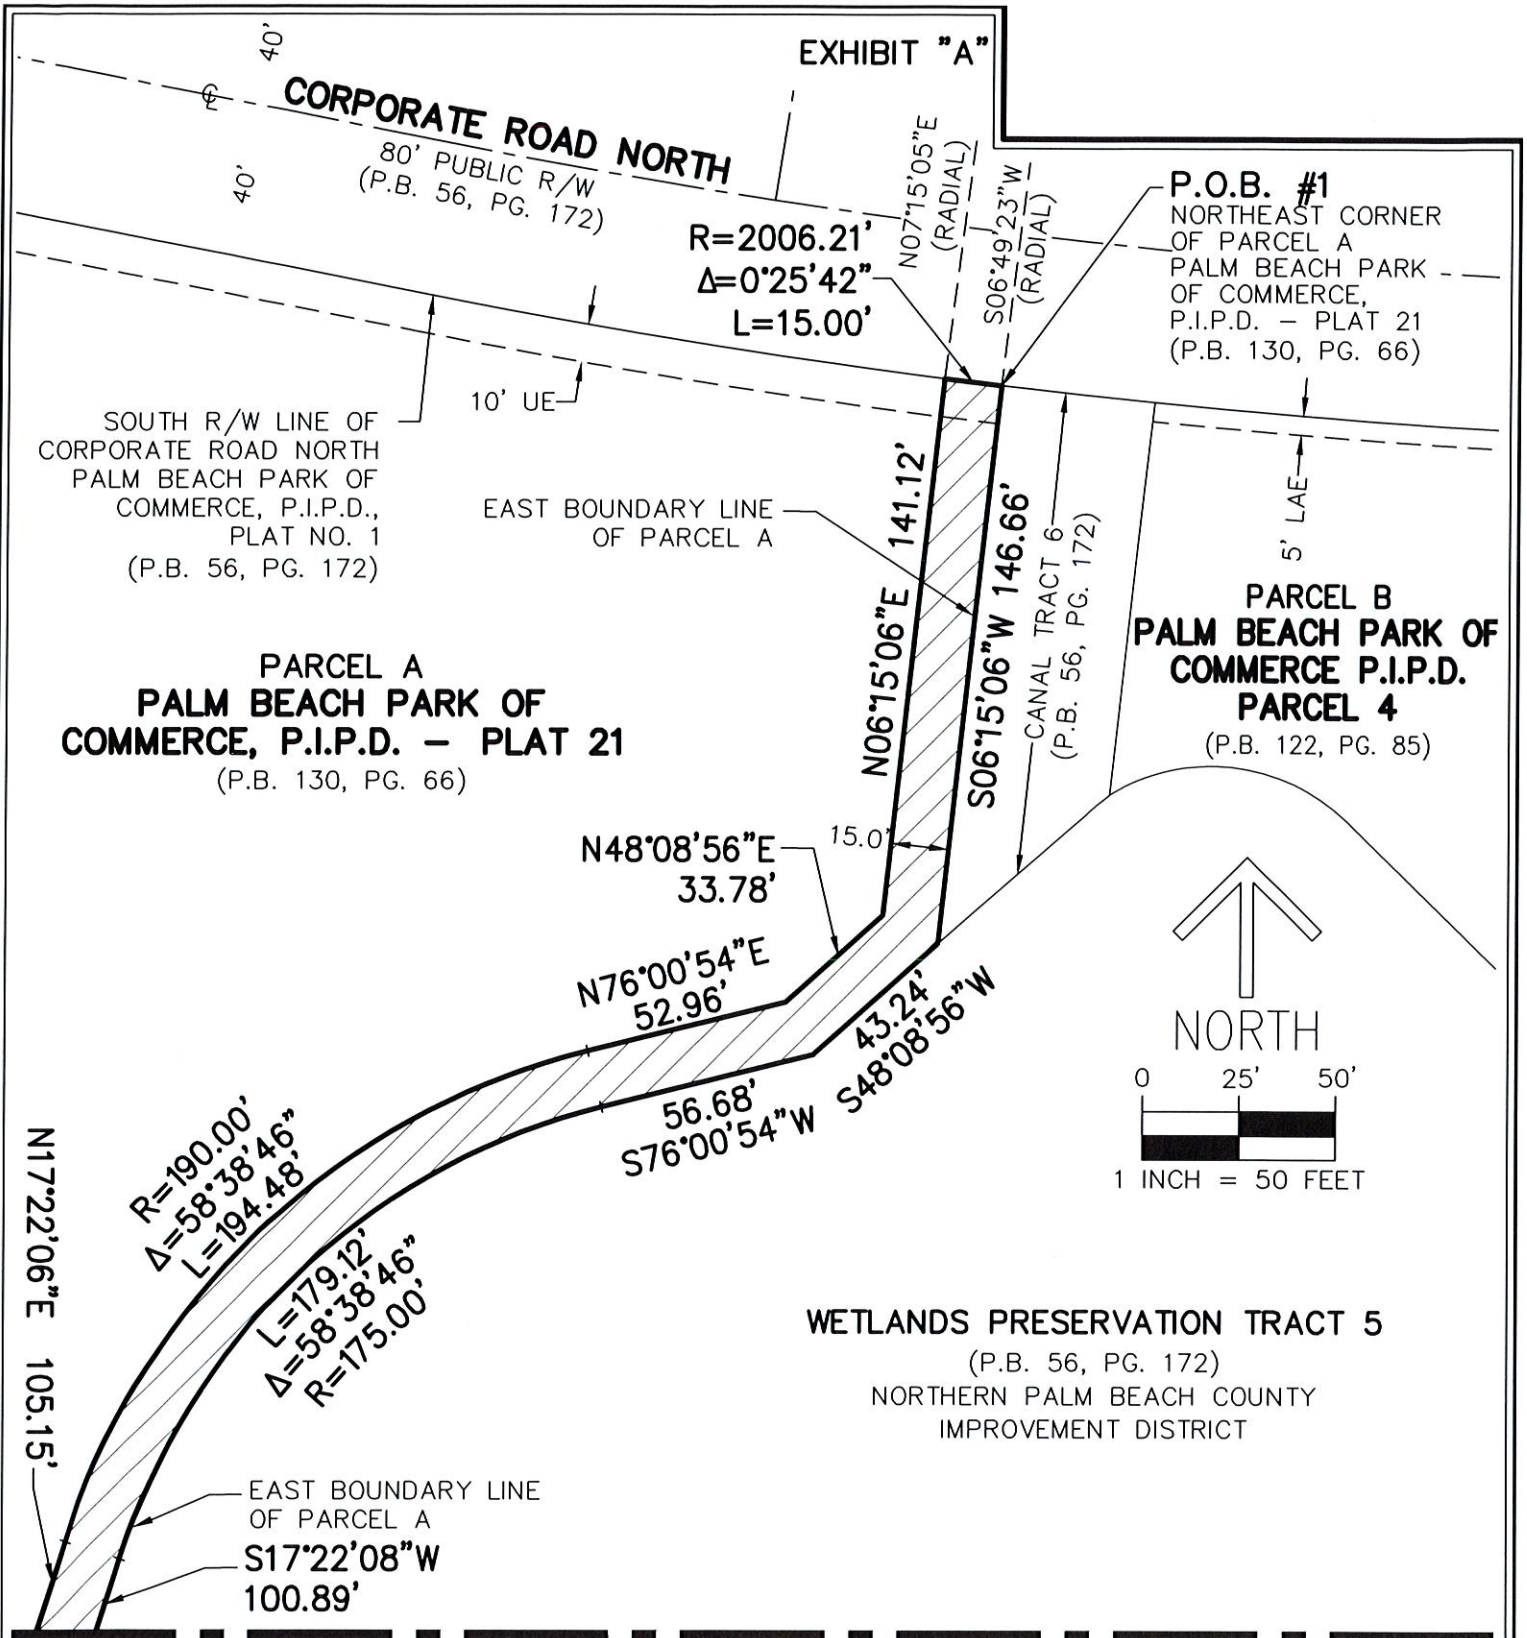 EXHIBIT "A"
40'
℄
CORPORATE ROAD NORTH
80' PUBLIC R/W
(P.B. 56, PG. 172)
40'
N07°15'05"E
(RADIAL)
S06°49'23"W
(RADIAL)
R=2006.21'
Δ=0°25'42"
L=15.00'
P.O.B. #1
NORTHEAST CORNER
OF PARCEL A
PALM BEACH PARK
OF COMMERCE,
P.I.P.D. – PLAT 21
(P.B. 130, PG. 66)
10' UE
SOUTH R/W LINE OF
CORPORATE ROAD NORTH
PALM BEACH PARK OF
COMMERCE, P.I.P.D.,
PLAT NO. 1
(P.B. 56, PG. 172)
EAST BOUNDARY LINE
OF PARCEL A
N06°15'06"E 141.12'
S06°15'06"W 146.66'
CANAL TRACT 6
(P.B. 56, PG. 172)
5' LAE
PARCEL B
PALM BEACH PARK OF
COMMERCE P.I.P.D.
PARCEL 4
(P.B. 122, PG. 85)
PARCEL A
PALM BEACH PARK OF
COMMERCE, P.I.P.D. – PLAT 21
(P.B. 130, PG. 66)
15.0'
N48°08'56"E
33.78'
N76°00'54"E
52.96'
43.24'
S48°08'56"W
56.68'
S76°00'54"W
NORTH
0 25' 50'
1 INCH = 50 FEET
R=190.00'
Δ=58°38'46"
L=194.48'
L=179.12'
Δ=58°38'46"
R=175.00'
N17°22'06"E 105.15'
WETLANDS PRESERVATION TRACT 5
(P.B. 56, PG. 172)
NORTHERN PALM BEACH COUNTY
IMPROVEMENT DISTRICT
EAST BOUNDARY LINE
OF PARCEL A
S17°22'08"W
100.89'